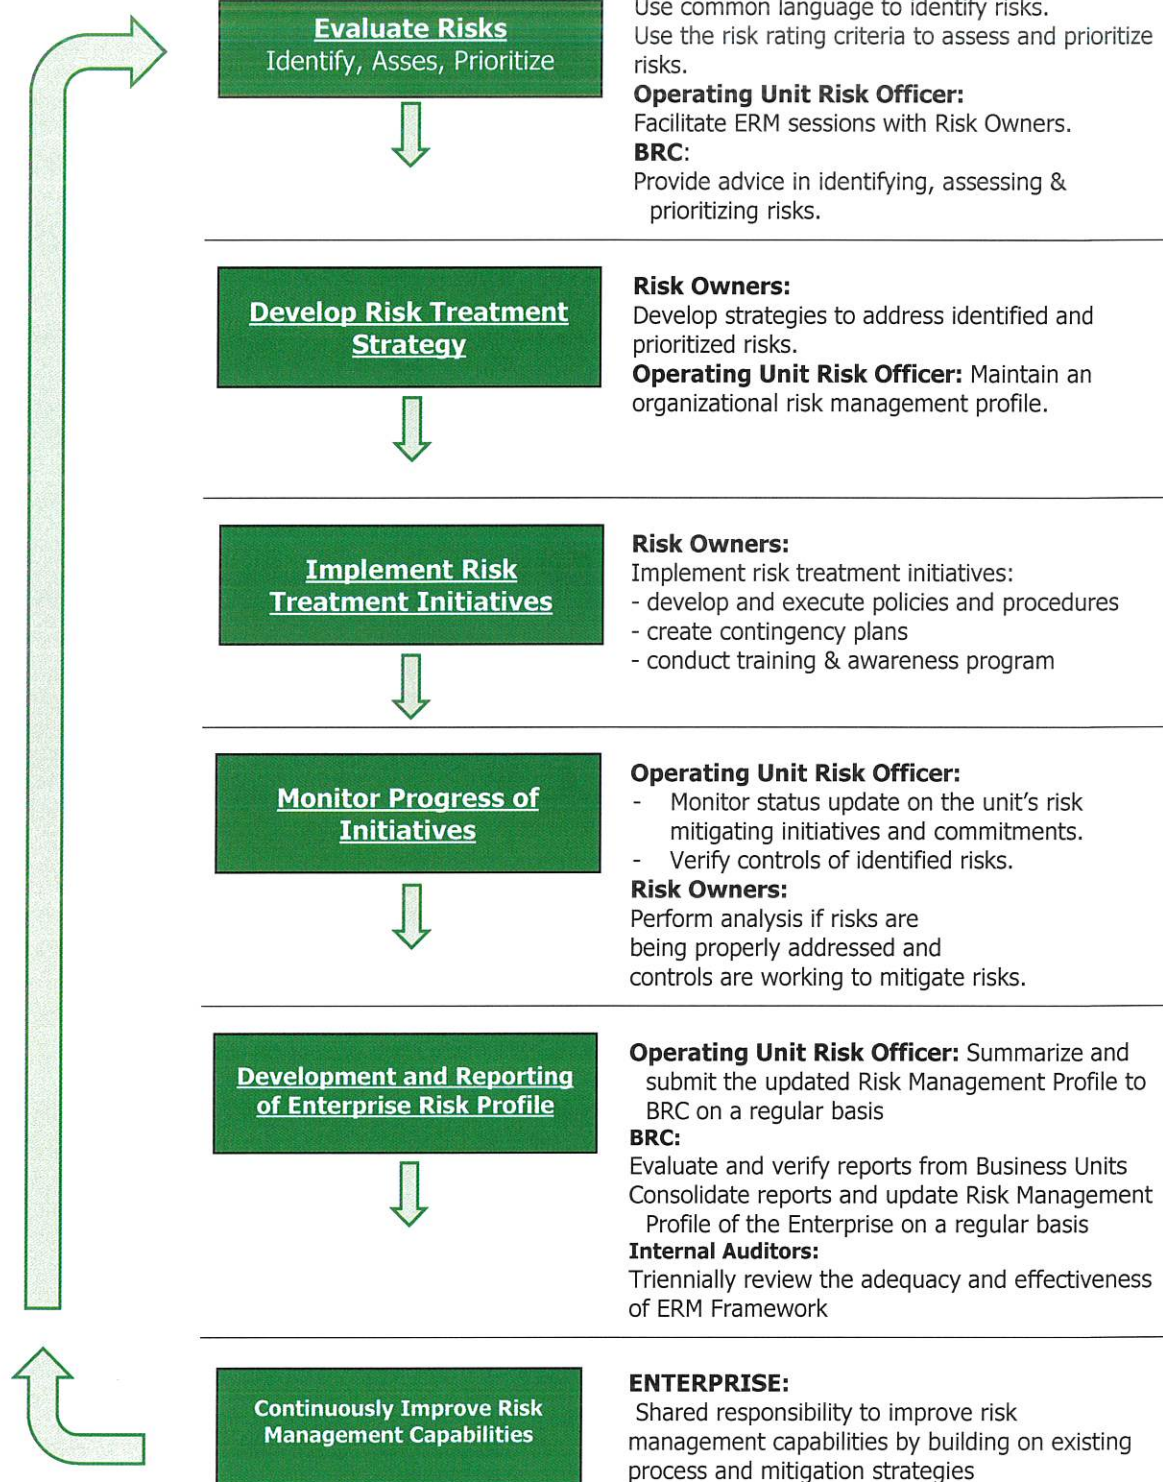 Evaluate Risks
Identify, Asses, Prioritize
Use common language to identify risks.
Use the risk rating criteria to assess and prioritize
risks.
Operating Unit Risk Officer:
Facilitate ERM sessions with Risk Owners.
BRC:
Provide advice in identifying, assessing &
prioritizing risks.
Develop Risk Treatment
Strategy
Risk Owners:
Develop strategies to address identified and
prioritized risks.
Operating Unit Risk Officer: Maintain an
organizational risk management profile.
Implement Risk
Treatment Initiatives
Risk Owners:
Implement risk treatment initiatives:
- develop and execute policies and procedures
- create contingency plans
- conduct training & awareness program
Monitor Progress of
Initiatives
Operating Unit Risk Officer:
- Monitor status update on the unit's risk
mitigating initiatives and commitments.
- Verify controls of identified risks.
Risk Owners:
Perform analysis if risks are
being properly addressed and
controls are working to mitigate risks.
Development and Reporting
of Enterprise Risk Profile
Operating Unit Risk Officer: Summarize and
submit the updated Risk Management Profile to
BRC on a regular basis
BRC:
Evaluate and verify reports from Business Units
Consolidate reports and update Risk Management
Profile of the Enterprise on a regular basis
Internal Auditors:
Triennially review the adequacy and effectiveness
of ERM Framework
Continuously Improve Risk
Management Capabilities
ENTERPRISE:
Shared responsibility to improve risk
management capabilities by building on existing
process and mitigation strategies